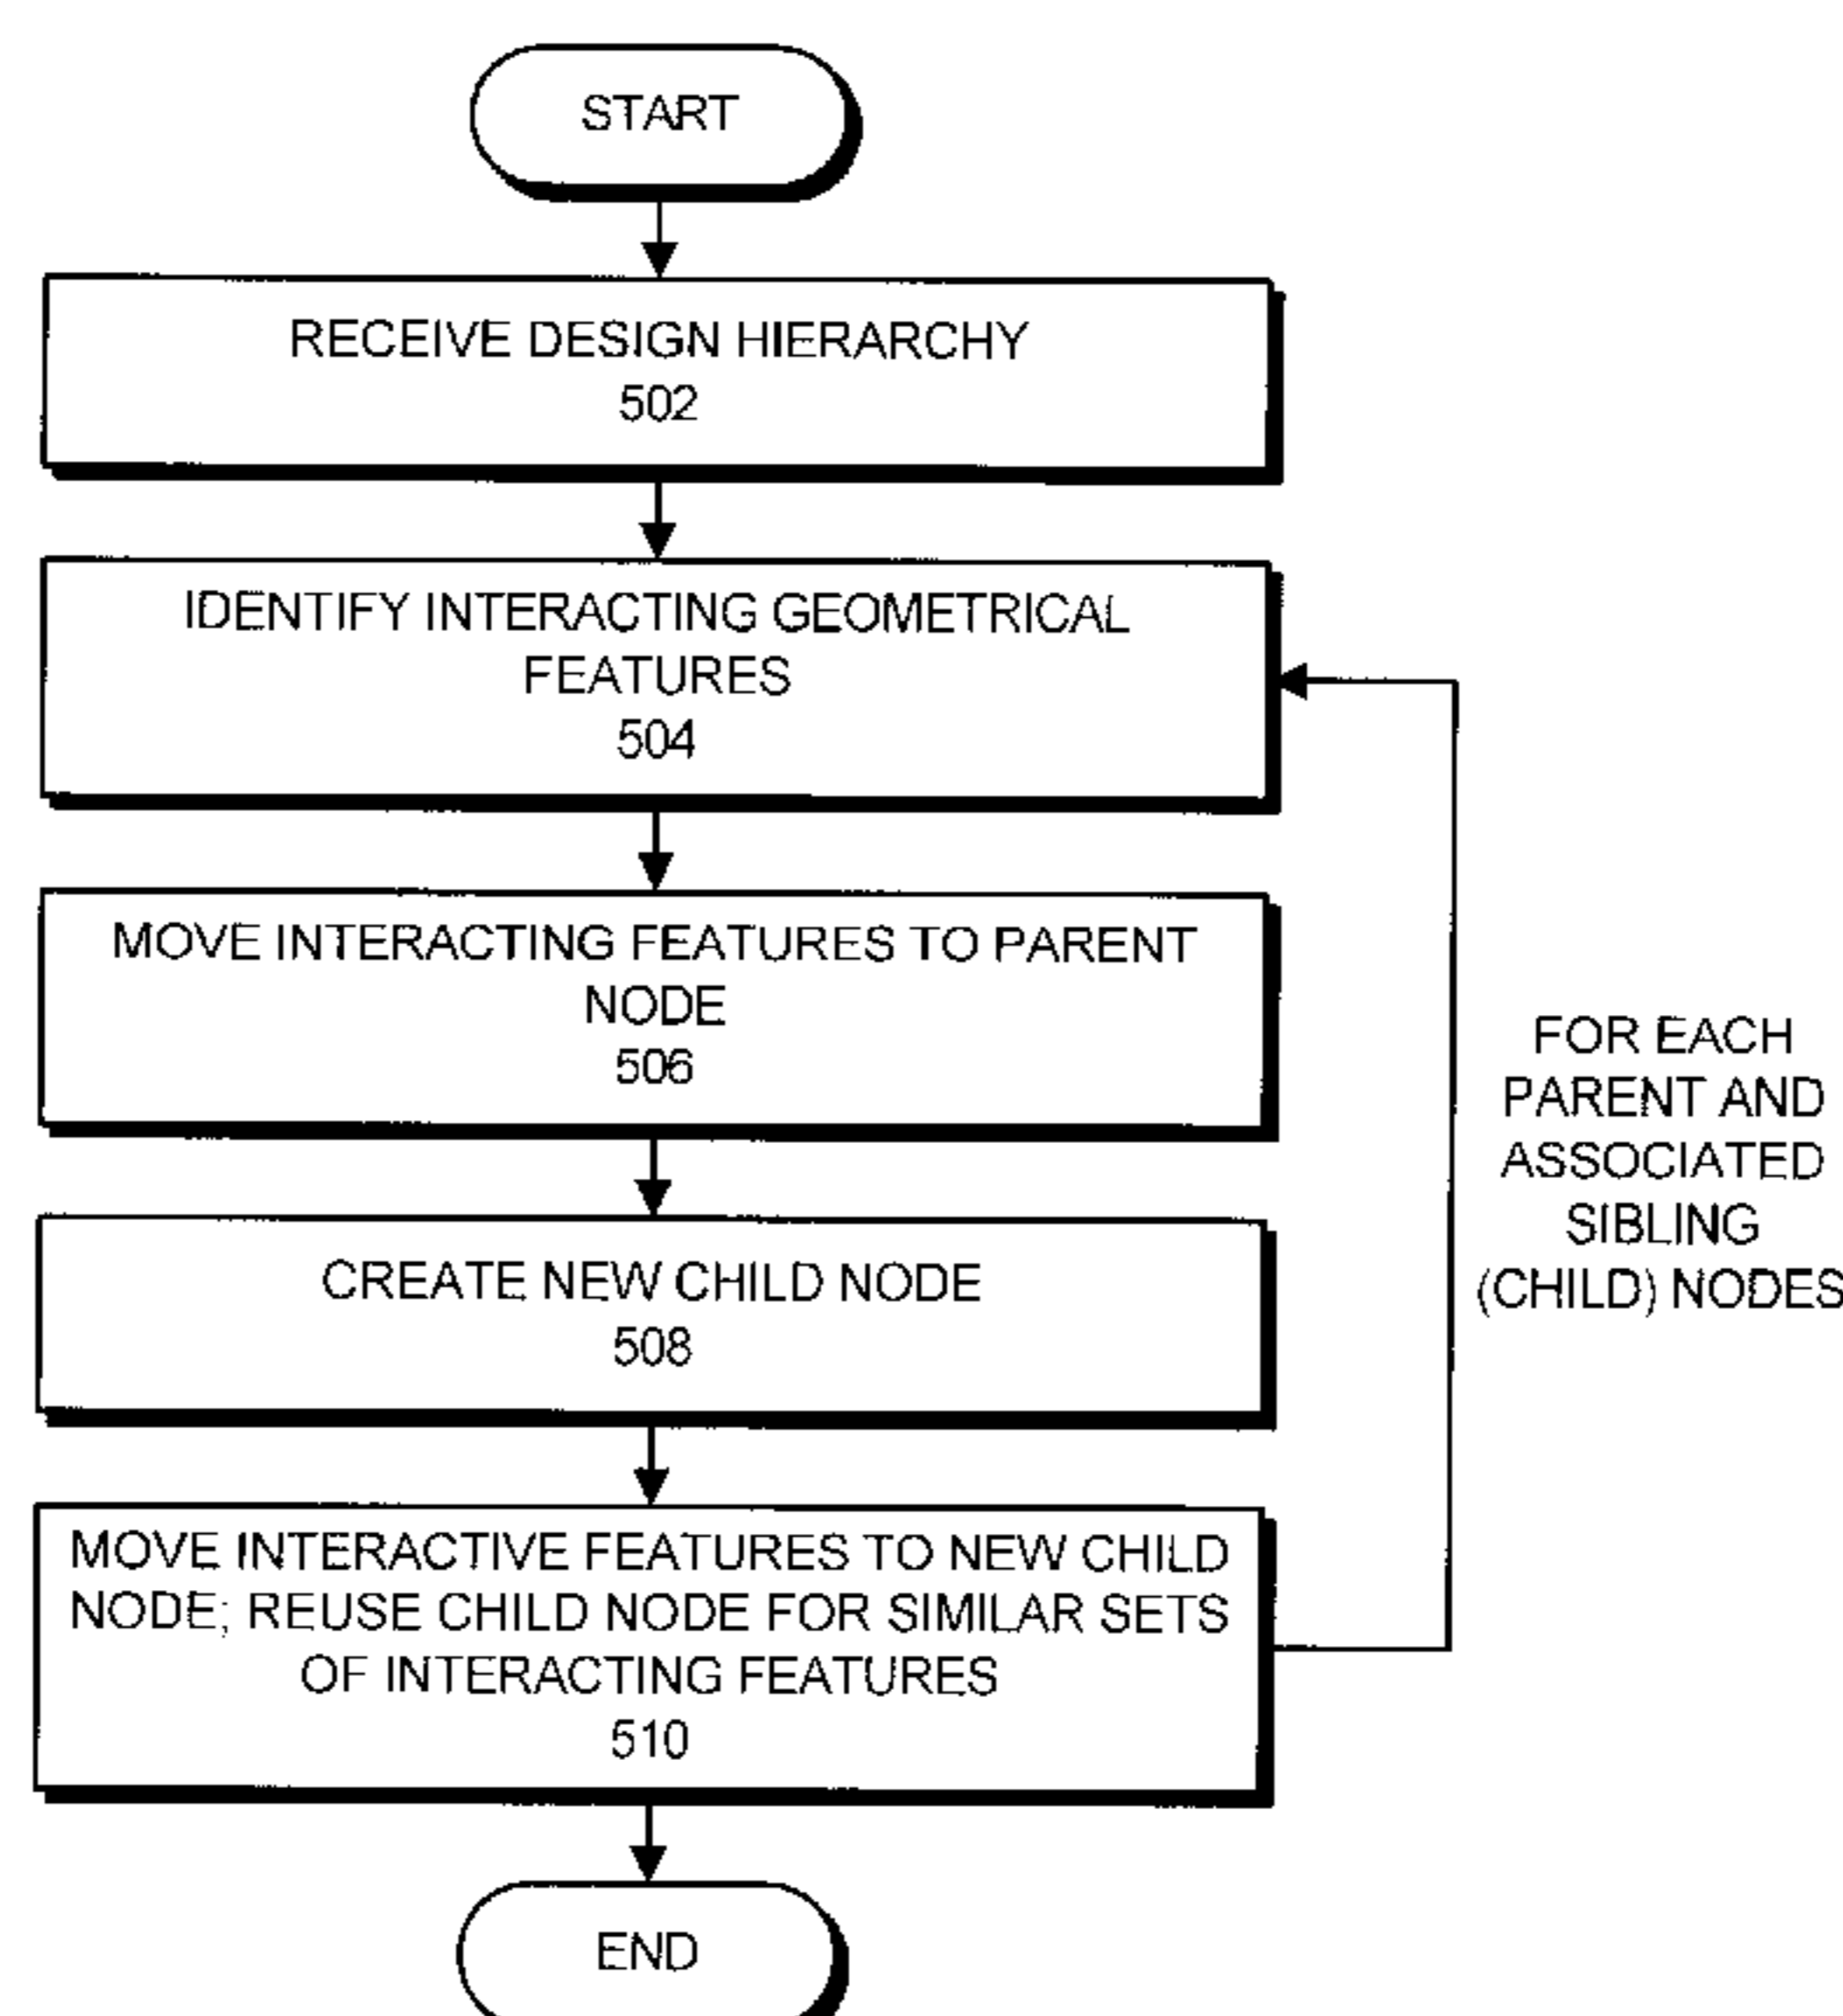 START
RECEIVE DESIGN HIERARCHY
502
IDENTIFY INTERACTING GEOMETRICAL
FEATURES
504
MOVE INTERACTING FEATURES TO PARENT
NODE
506
CREATE NEW CHILD NODE
508
MOVE INTERACTIVE FEATURES TO NEW CHILD
NODE; REUSE CHILD NODE FOR SIMILAR SETS
OF INTERACTING FEATURES
510
FOR EACH
PARENT AND
ASSOCIATED
SIBLING
(CHILD) NODES
END